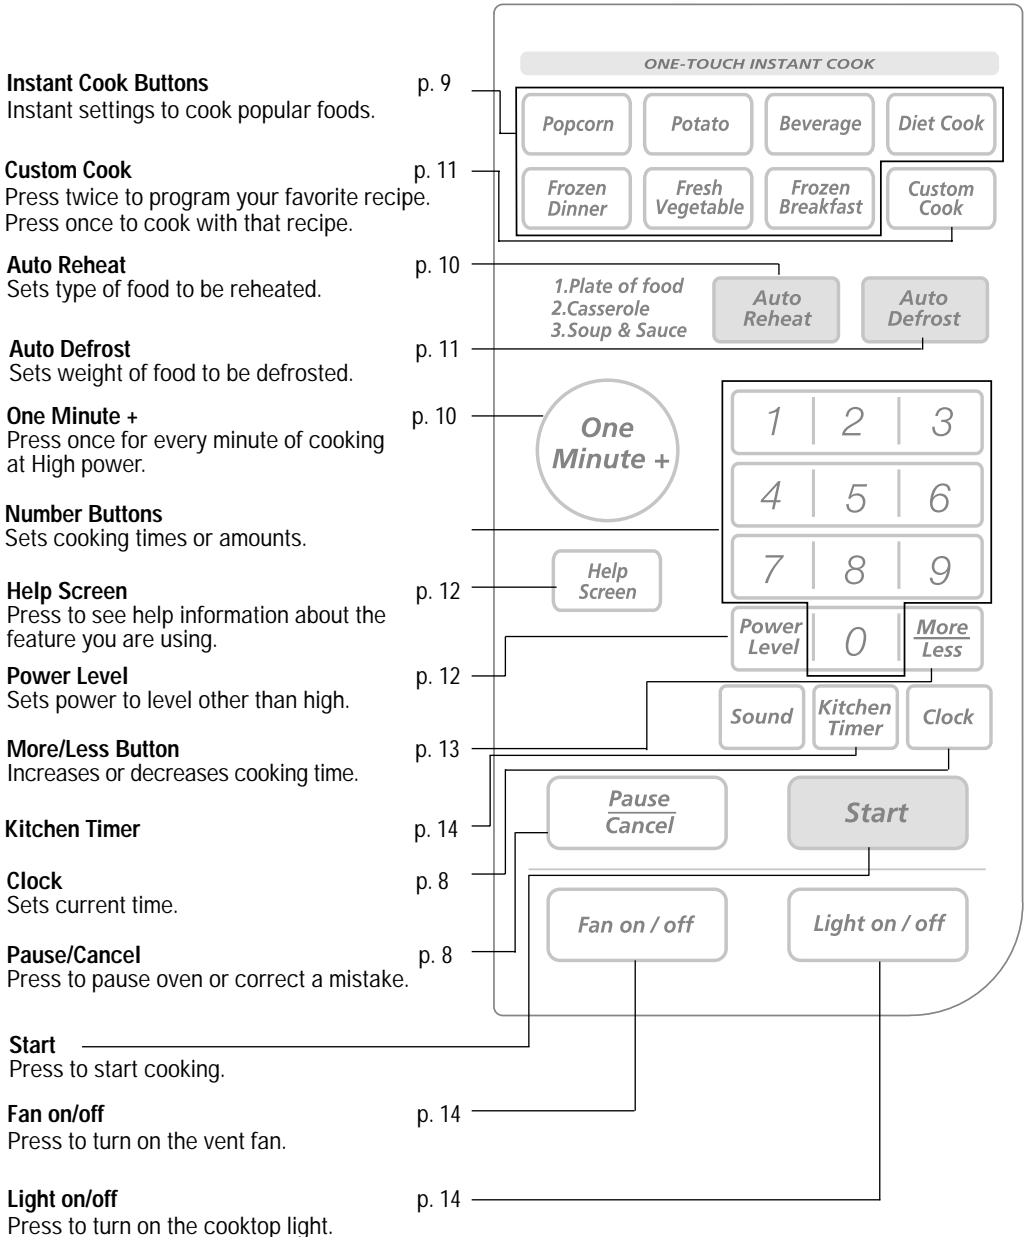 Instant Cook Buttons p. 9
Instant settings to cook popular foods.
Custom Cook p. 11
Press twice to program your favorite recipe.
Press once to cook with that recipe.
Auto Reheat p. 10
Sets type of food to be reheated.
Auto Defrost p. 11
Sets weight of food to be defrosted.
One Minute + p. 10
Press once for every minute of cooking
at High power.
Number Buttons
Sets cooking times or amounts.
Help Screen p. 12
Press to see help information about the
feature you are using.
Power Level p. 12
Sets power to level other than high.
More/Less Button p. 13
Increases or decreases cooking time.
Kitchen Timer p. 14
Clock p. 8
Sets current time.
Pause/Cancel p. 8
Press to pause oven or correct a mistake.
Start
Press to start cooking.
Fan on/off p. 14
Press to turn on the vent fan.
Light on/off p. 14
Press to turn on the cooktop light.
ONE-TOUCH INSTANT COOK
Popcorn Potato Beverage Diet Cook
Frozen Dinner
Fresh Vegetable
Frozen Breakfast
Custom Cook
1.Plate of food
2.Casserole
3.Soup & Sauce
Auto Reheat
Auto Defrost
One Minute +
1 2 3
4 5 6
7 8 9
Help Screen
Power Level
0
More
Less
Sound
Kitchen Timer
Clock
Pause
Cancel
Start
Fan on / off
Light on / off